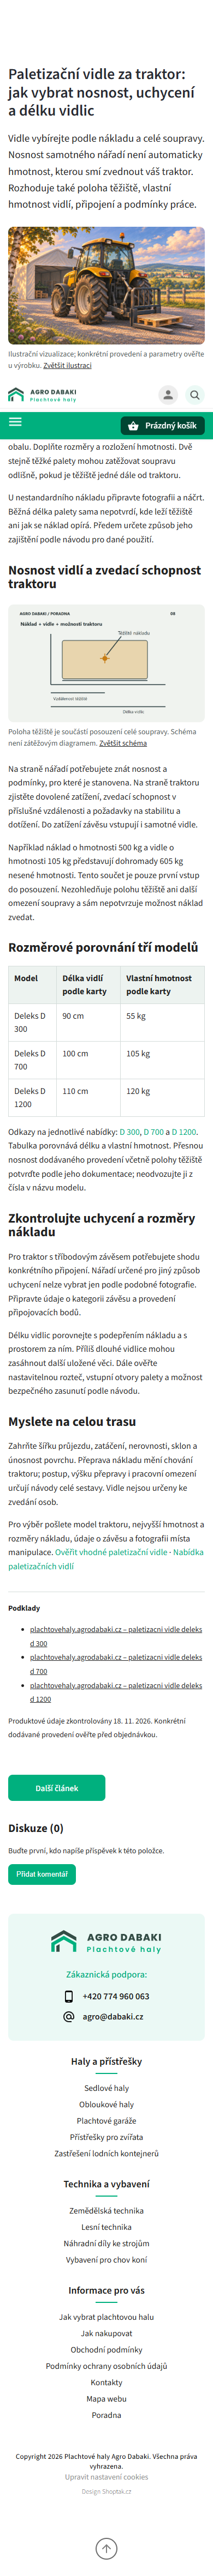 Paletizační vidle za traktor:
jak vybrat nosnost, uchycení
a délku vidlic
Vidle vybírejte podle nákladu a celé soupravy.
Nosnost samotného nářadí není automaticky
hmotnost, kterou smí zvednout váš traktor.
Rozhoduje také poloha těžiště, vlastní
hmotnost vidlí, připojení a podmínky práce.
Ilustrační vizualizace; konkrétní provedení a parametry ověřte
u výrobku. Zvětšit ilustraci
AGRO DABAKI
Plachtové haly
Prázdný košík
obalu. Doplňte rozměry a rozložení hmotnosti. Dvě
stejně těžké palety mohou zatěžovat soupravu
odlišně, pokud je těžiště jedné dále od traktoru.
U nestandardního nákladu připravte fotografii a náčrt.
Běžná délka palety sama nepotvrdí, kde leží těžiště
ani jak se náklad opírá. Předem určete způsob jeho
zajištění podle návodu pro dané použití.
Nosnost vidlí a zvedací schopnost
traktoru
AGRO DABAKI / PORADNA
08
Náklad + vidle + možnosti traktoru
Těžiště nákladu
Vzdálenost těžiště
Délka vidlic
Poloha těžiště je součástí posouzení celé soupravy. Schéma
není zátěžovým diagramem. Zvětšit schéma
Na straně nářadí potřebujete znát nosnost a
podmínky, pro které je stanovena. Na straně traktoru
zjistěte dovolené zatížení, zvedací schopnost v
příslušné vzdálenosti a požadavky na stabilitu a
dotížení. Do zatížení závěsu vstupují i samotné vidle.
Například náklad o hmotnosti 500 kg a vidle o
hmotnosti 105 kg představují dohromady 605 kg
nesené hmotnosti. Tento součet je pouze první vstup
do posouzení. Nezohledňuje polohu těžiště ani další
omezení soupravy a sám nepotvrzuje možnost náklad
zvedat.
Rozměrové porovnání tří modelů
Model
Délka vidlí
podle karty
Vlastní hmotnost
podle karty
Deleks D
300
90 cm
55 kg
Deleks D
700
100 cm
105 kg
Deleks D
1200
110 cm
120 kg
Odkazy na jednotlivé nabídky: D 300, D 700 a D 1200.
Tabulka porovnává délku a vlastní hmotnost. Přesnou
nosnost dodávaného provedení včetně polohy těžiště
potvrďte podle jeho dokumentace; neodvozujte ji z
čísla v názvu modelu.
Zkontrolujte uchycení a rozměry
nákladu
Pro traktor s tříbodovým závěsem potřebujete shodu
konkrétního připojení. Nářadí určené pro jiný způsob
uchycení nelze vybrat jen podle podobné fotografie.
Připravte údaje o kategorii závěsu a provedení
připojovacích bodů.
Délku vidlic porovnejte s podepřením nákladu a s
prostorem za ním. Příliš dlouhé vidlice mohou
zasáhnout další uložené věci. Dále ověřte
nastavitelnou rozteč, vstupní otvory palety a možnost
bezpečného zasunutí podle návodu.
Myslete na celou trasu
Zahrňte šířku průjezdu, zatáčení, nerovnosti, sklon a
únosnost povrchu. Přeprava nákladu mění chování
traktoru; postup, výšku přepravy i pracovní omezení
určují návody celé sestavy. Vidle nejsou určeny ke
zvedání osob.
Pro výběr pošlete model traktoru, nejvyšší hmotnost a
rozměry nákladu, údaje o závěsu a fotografii místa
manipulace. Ověřit vhodné paletizační vidle · Nabídka
paletizačních vidlí
Podklady
plachtovehaly.agrodabaki.cz – paletizacni vidle deleks
d 300
plachtovehaly.agrodabaki.cz – paletizacni vidle deleks
d 700
plachtovehaly.agrodabaki.cz – paletizacni vidle deleks
d 1200
Produktové údaje zkontrolovány 18. 11. 2026. Konkrétní
dodávané provedení ověřte před objednávkou.
Další článek
Diskuze (0)
Buďte první, kdo napíše příspěvek k této položce.
Přidat komentář
AGRO DABAKI
Plachtové haly
Zákaznická podpora:
+420 774 960 063
agro@dabaki.cz
Haly a přístřešky
Sedlové haly
Obloukové haly
Plachtové garáže
Přístřešky pro zvířata
Zastřešení lodních kontejnerů
Technika a vybavení
Zemědělská technika
Lesní technika
Náhradní díly ke strojům
Vybavení pro chov koní
Informace pro vás
Jak vybrat plachtovou halu
Jak nakupovat
Obchodní podmínky
Podmínky ochrany osobních údajů
Kontakty
Mapa webu
Poradna
Copyright 2026 Plachtové haly Agro Dabaki. Všechna práva
vyhrazena.
Upravit nastavení cookies
Design Shoptak.cz